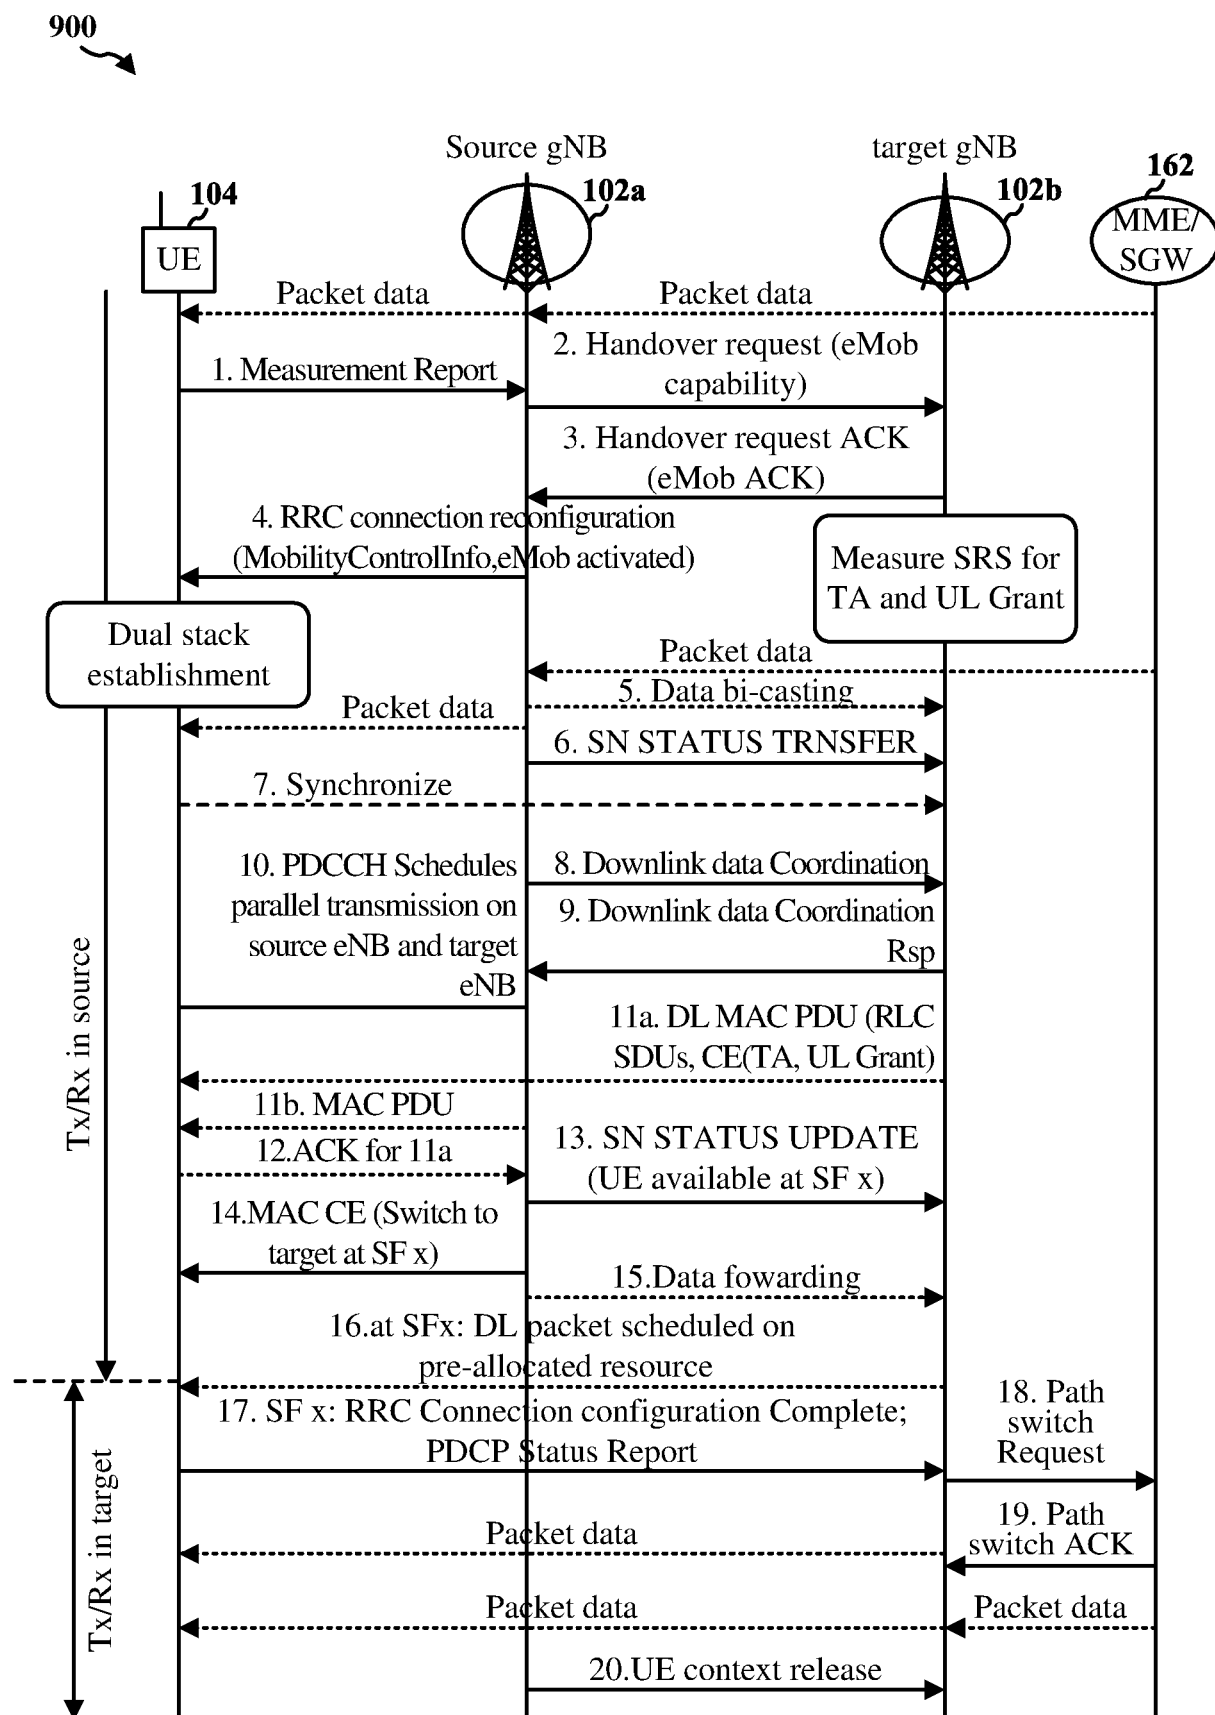 900
Source gNB
target gNB
104
102a
102b
162
UE
MME/
SGW
Packet data
Packet data
1. Measurement Report
2. Handover request (eMob
capability)
3. Handover request ACK
(eMob ACK)
4. RRC connection reconfiguration
(MobilityControlInfo,eMob activated)
Measure SRS for
TA and UL Grant
Dual stack
establishment
Packet data
5. Data bi-casting
Packet data
6. SN STATUS TRNSFER
7. Synchronize
8. Downlink data Coordination
9. Downlink data Coordination
Rsp
10. PDCCH Schedules
parallel transmission on
source eNB and target
eNB
11a. DL MAC PDU (RLC
SDUs, CE(TA, UL Grant)
11b. MAC PDU
12.ACK for 11a
13. SN STATUS UPDATE
(UE available at SF x)
14.MAC CE (Switch to
target at SF x)
15.Data fowarding
16.at SFx: DL packet scheduled on
pre-allocated resource
Tx/Rx in source
17. SF x: RRC Connection configuration Complete;
PDCP Status Report
18. Path
switch
Request
19. Path
switch ACK
Packet data
Packet data
Packet data
20.UE context release
Tx/Rx in target